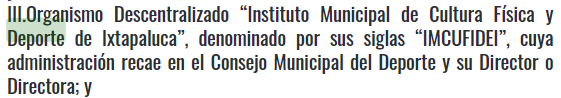 III.Organismo Descentralizado “Instituto Municipal de Cultura Física y
Deporte de Ixtapaluca”, denominado por sus siglas “IMCUFIDEI”, cuya
administración recae en el Consejo Municipal del Deporte y su Director o
Directora; y